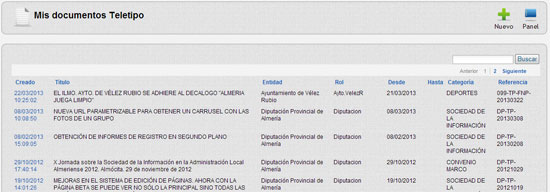 Mis documentos Teletipo
Nuevo Panel
Buscar
Anterior 1 2 Siguiente
Creado Título Entidad Rol Desde Hasta Categoría Referencia
22/03/2013 EL ILMO. AYTO. DE VÉLEZ RUBIO SE ADHIERE AL DECALOGO "ALMERIA Ayuntamiento de Vélez Ayto.VelezR 21/03/2013 DEPORTES 099-TP-FNP-
10:25:02 JUEGA LIMPIO" Rubio 20130322
08/03/2013 NUEVA URL PARAMETRIZABLE PARA OBTENER UN CARRUSEL CON LAS Diputación Provincial de Diputacion 08/03/2013 SOCIEDAD DE DP-TP-
10:08:50 FOTOS DE UN GRUPO Almería LA 20130308
INFORMACIÓN
08/02/2013 OBTENCIÓN DE INFORMES DE REGISTRO EN SEGUNDO PLANO Diputación Provincial de Diputacion 08/02/2013 SOCIEDAD DE DP-TP-
15:09:05 Almería LA 20130208
INFORMACIÓN
29/10/2012 X Jornada sobre la Sociedad de la Información en la Administración Local Diputación Provincial de Diputacion 29/10/2012 CONVENIO DP-TP-
17:40:14 Almeriense 2012. Almócita. 29 de noviembre de 2012 Almería MARCO 20121029
19/10/2012 MEJORAS EN EL SISTEMA DE EDICIÓN DE PÁGINAS. AHORA CON LA Diputación Provincial de Diputacion 19/10/2012 SOCIEDAD DE DP-TP-
14:01:26 PÁGINA BETA SE PUEDE VER NO SÓLO LA PRINCIPAL SINO TODAS LAS Almería LA 20121019